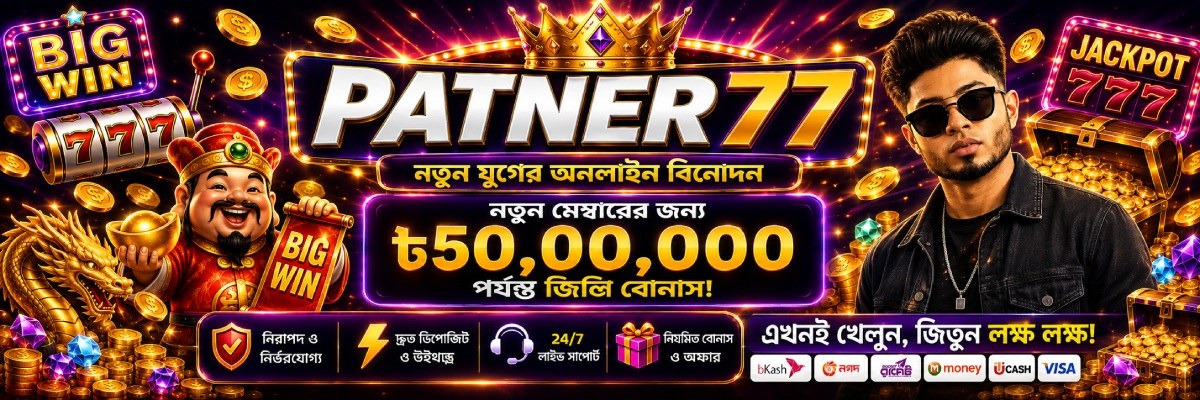 BIG
WIN
777
PATNER77
নতুন যুগের অনলাইন বিনোদন
নতুন মেম্বারের জন্য
৳50,00,000
পর্যন্ত জিলি বোনাস!
BIG
WIN
JACKPOT
777
নিরাপদ ও
নির্ভরযোগ্য
দ্রুত ডিপোজিট
ও উইথড্র
24/7
লাইভ সাপোর্ট
নিয়মিত বোনাস
ও অফার
এখনই খেলুন, জিতুন লক্ষ লক্ষ!
bKash
নগদ
রকেট
M money
UCASH
VISA